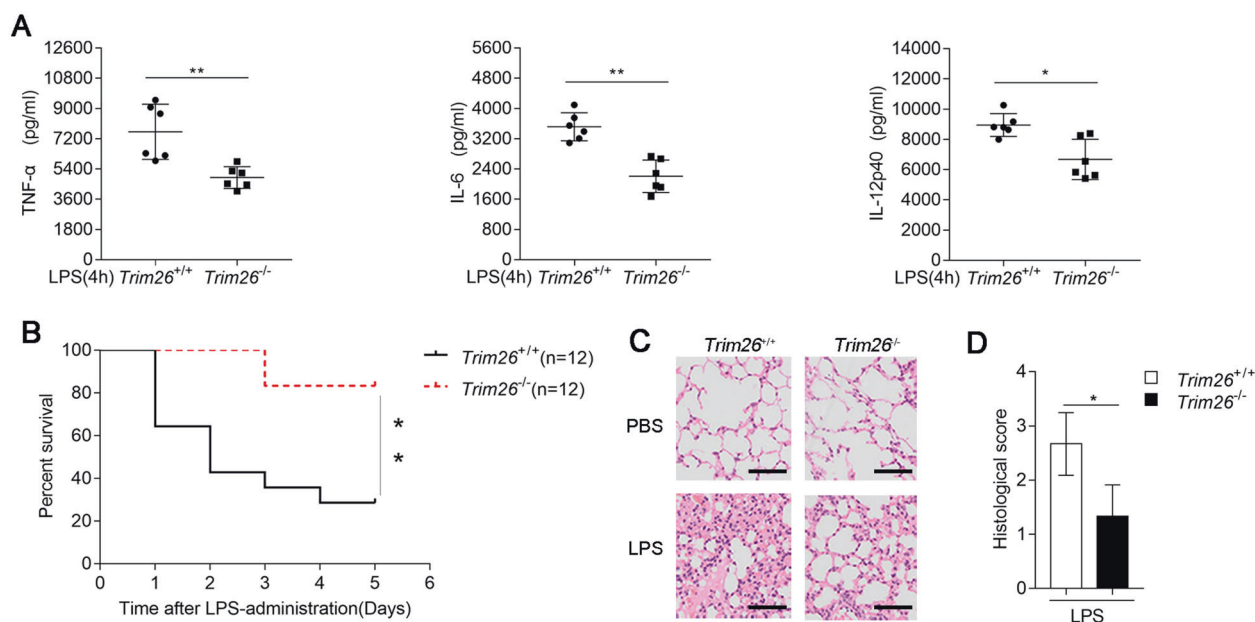 A
TNF-α (pg/ml)
12600
10800
9000
7200
5400
3600
1800
0
**
LPS(4h) Trim26+/+ Trim26-/-
IL-6 (pg/ml)
5600
4800
4000
3200
2400
1600
800
0
**
LPS(4h) Trim26+/+ Trim26-/-
IL-12p40 (pg/ml)
14000
12000
10000
8000
6000
4000
2000
0
*
LPS(4h) Trim26+/+ Trim26-/-
B
Percent survival
100
80
60
40
20
0
0 1 2 3 4 5 6
Time after LPS-administration(Days)
Trim26+/+(n=12)
Trim26-/-(n=12)
*
*
C
Trim26+/+ Trim26-/-
PBS
LPS
D
Histological score
4
3
2
1
0
*
LPS
Trim26+/+
Trim26-/-